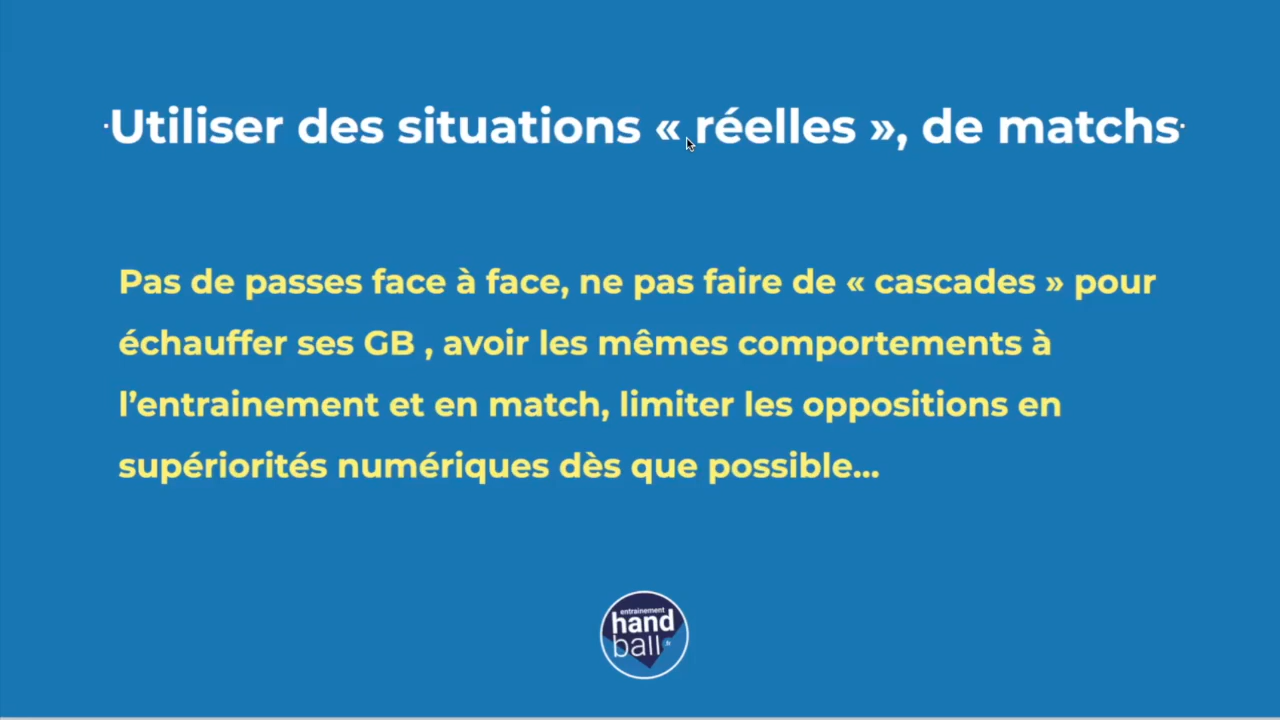 ·Utiliser des situations « réelles », de matchs·
Pas de passes face à face, ne pas faire de « cascades » pour
échauffer ses GB , avoir les mêmes comportements à
l’entrainement et en match, limiter les oppositions en
supériorités numériques dès que possible...
entrainement
hand
ball
.fr